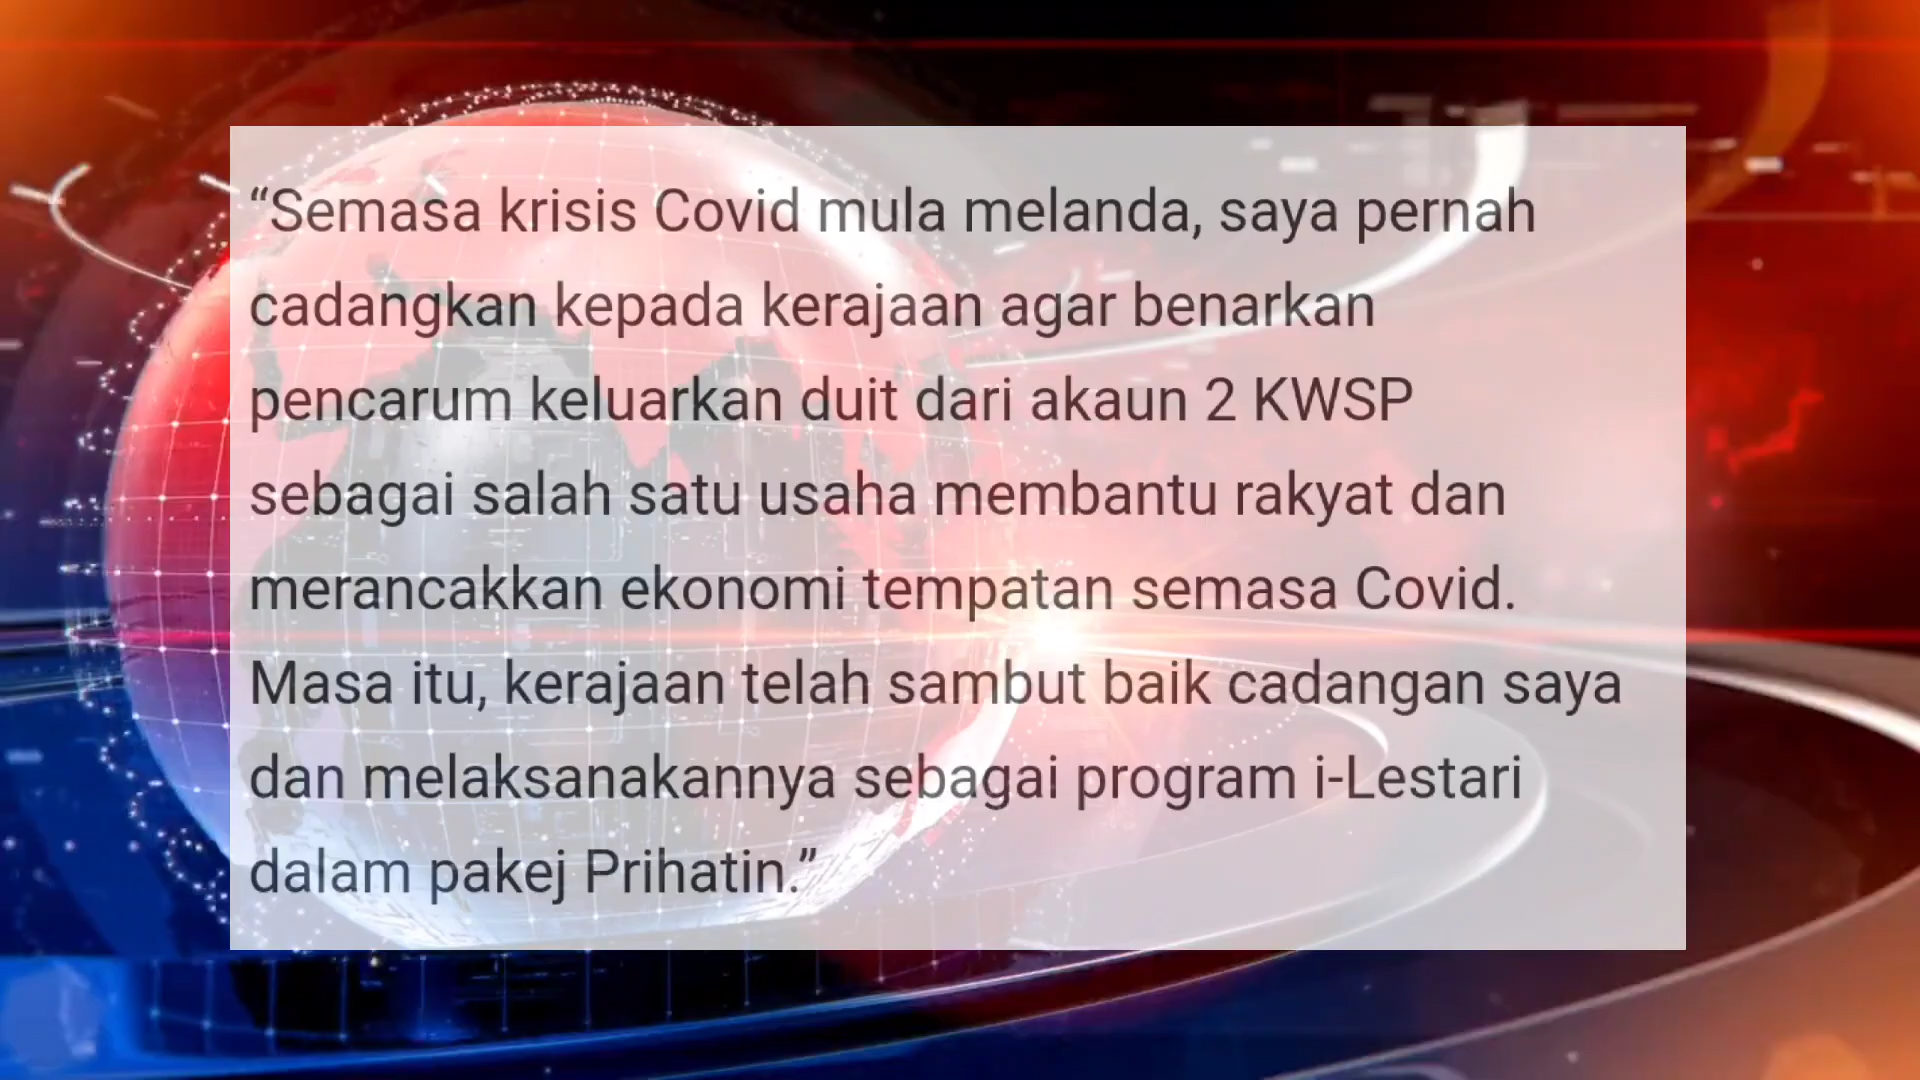 “Semasa krisis Covid mula melanda, saya pernah
cadangkan kepada kerajaan agar benarkan
pencarum keluarkan duit dari akaun 2 KWSP
sebagai salah satu usaha membantu rakyat dan
merancakkan ekonomi tempatan semasa Covid.
Masa itu, kerajaan telah sambut baik cadangan saya
dan melaksanakannya sebagai program i-Lestari
dalam pakej Prihatin.”